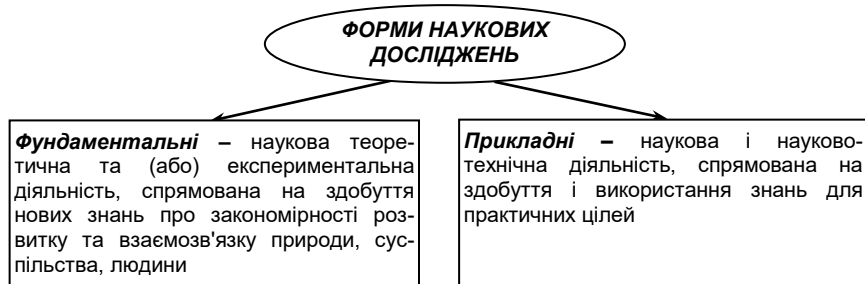 ФОРМИ НАУКОВИХ
ДОСЛІДЖЕНЬ
Фундаментальні – наукова теоре-
тична та (або) експериментальна
діяльність, спрямована на здобуття
нових знань про закономірності роз-
витку та взаємозв'язку природи, сус-
пільства, людини
Прикладні – наукова і науково-
технічна діяльність, спрямована на
здобуття і використання знань для
практичних цілей